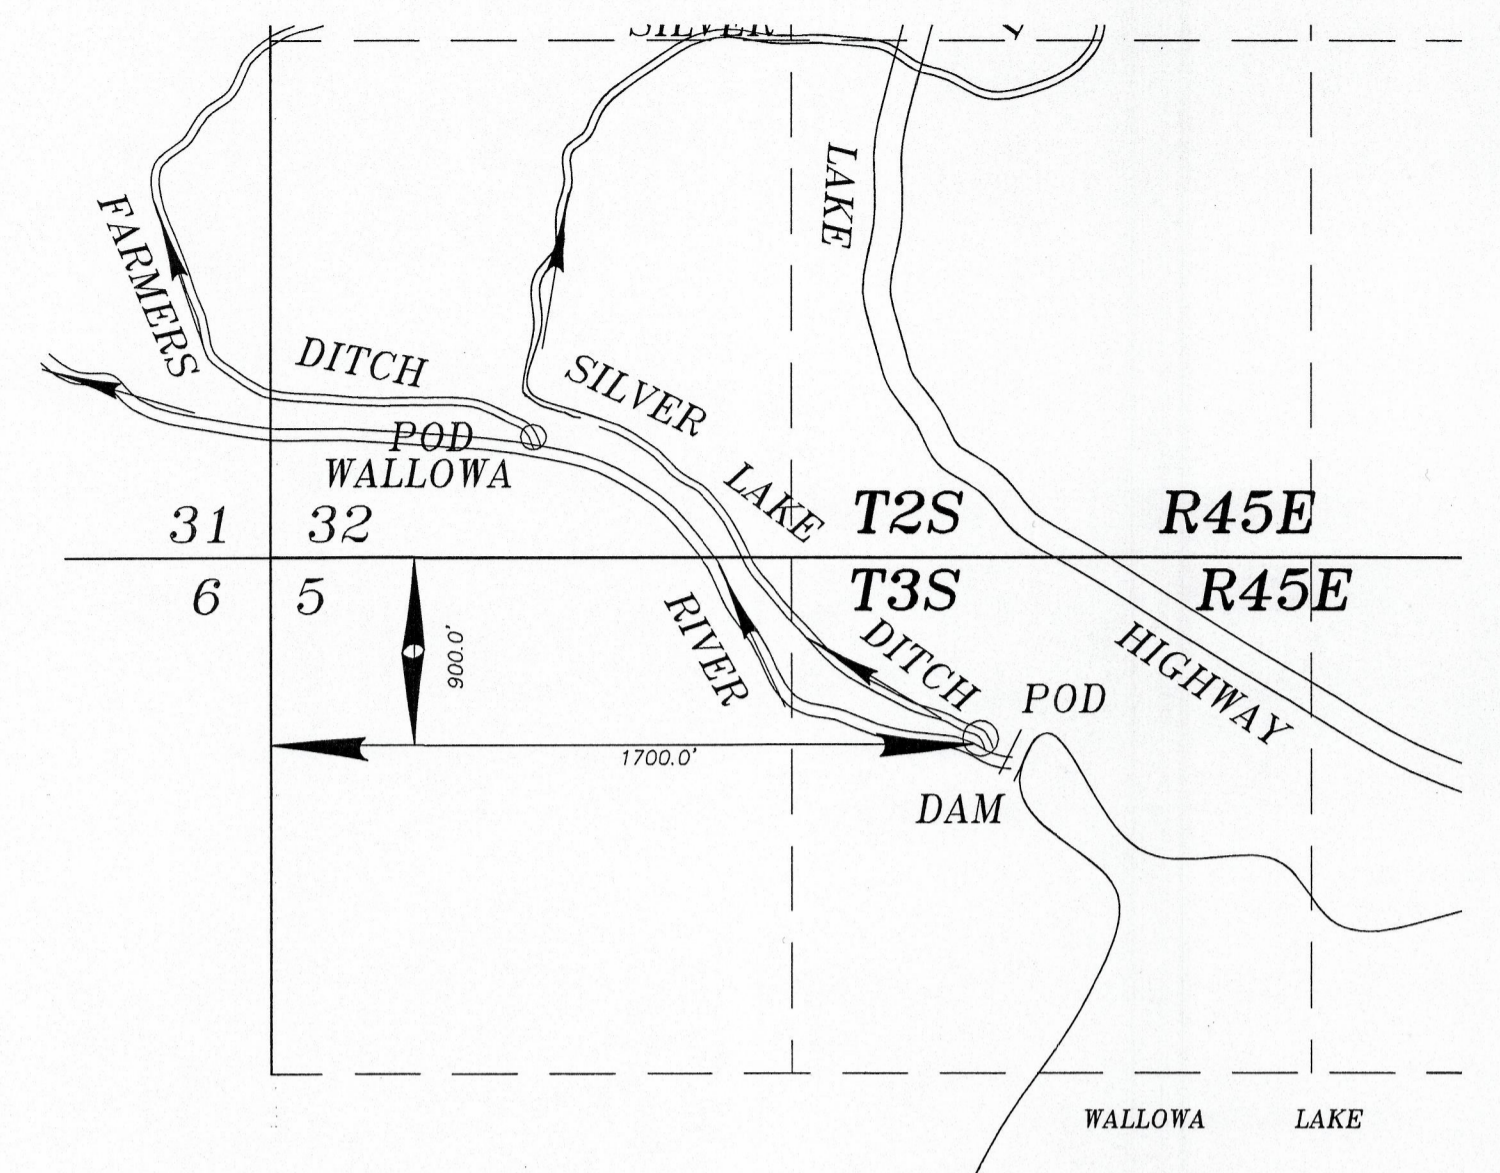 SILVER
LAKE
FARMERS
DITCH
SILVER
LAKE
DITCH
POD
WALLOWA
RIVER
31 32
6 5
T2S R45E
T3S R45E
HIGHWAY
900.0'
1700.0'
POD
DAM
WALLOWA LAKE